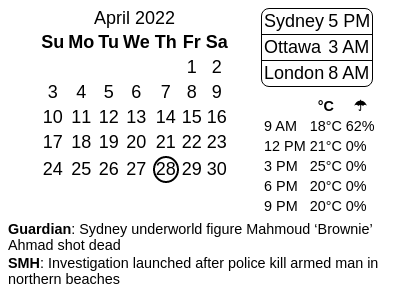 April 2022
Su Mo Tu We Th Fr Sa
1 2
3 4 5 6 7 8 9
10 11 12 13 14 15 16
17 18 19 20 21 22 23
24 25 26 27 28 29 30
Sydney 5 PM
Ottawa 3 AM
London 8 AM
°C ☂
9 AM 18°C 62%
12 PM 21°C 0%
3 PM 25°C 0%
6 PM 20°C 0%
9 PM 20°C 0%
Guardian: Sydney underworld figure Mahmoud ‘Brownie’
Ahmad shot dead
SMH: Investigation launched after police kill armed man in
northern beaches